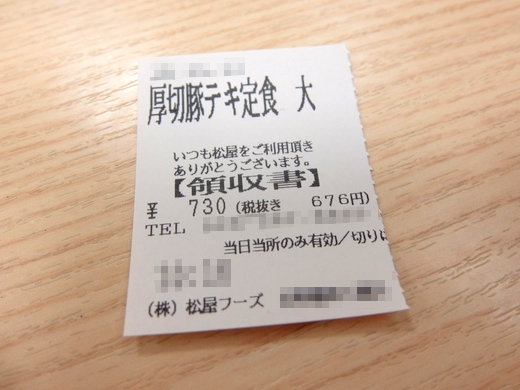 厚切豚テキ定食 大
いつも松屋をご利用頂き
ありがとうございます。
【領収書】
¥ 730(税抜き 676円)
TEL
当日当所のみ有効/切り
(株) 松屋フーズ